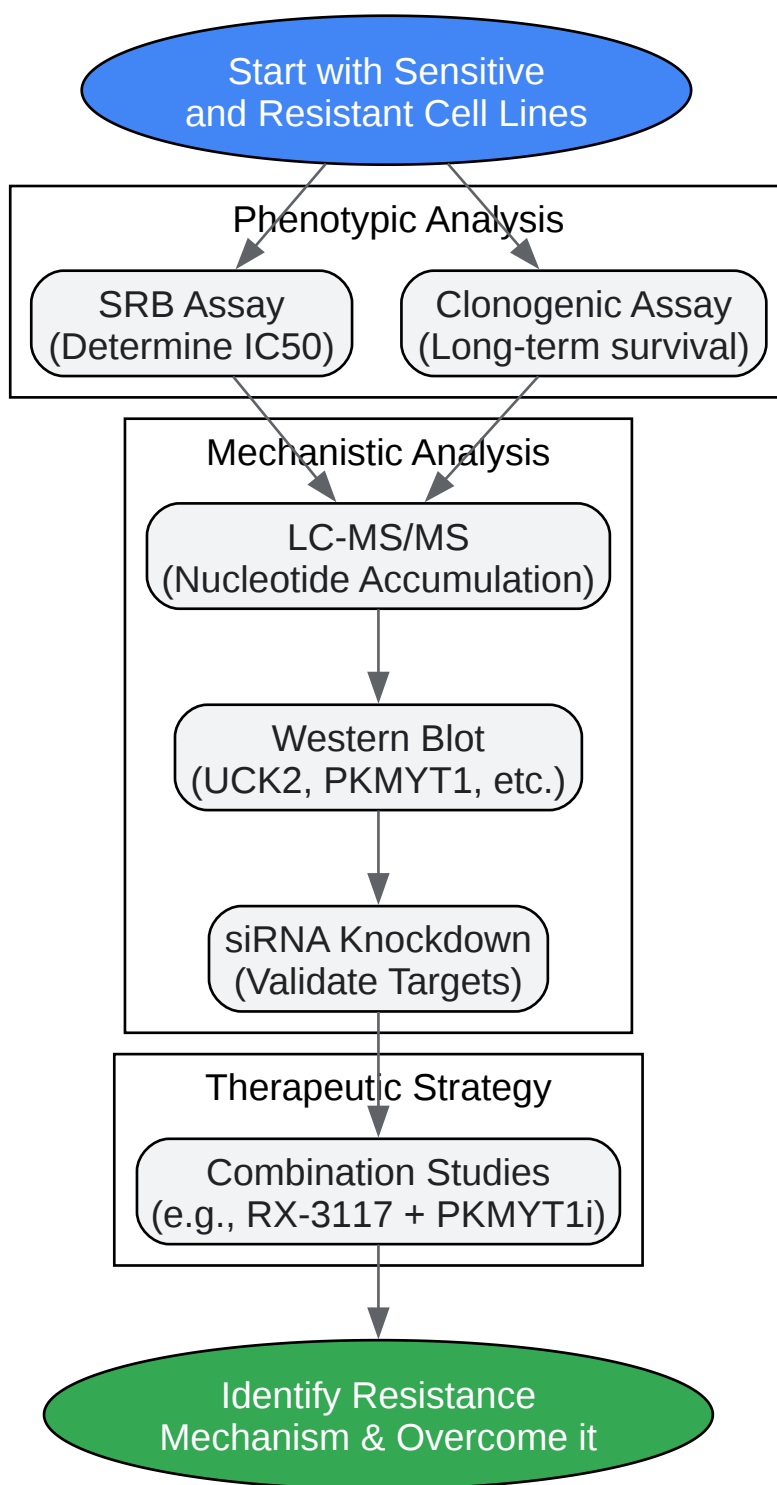 Start with Sensitive
and Resistant Cell Lines
Phenotypic Analysis
SRB Assay
(Determine IC50)
Clonogenic Assay
(Long-term survival)
Mechanistic Analysis
LC-MS/MS
(Nucleotide Accumulation)
Western Blot
(UCK2, PKMYT1, etc.)
siRNA Knockdown
(Validate Targets)
Therapeutic Strategy
Combination Studies
(e.g., RX-3117 + PKMYT1i)
Identify Resistance
Mechanism & Overcome it